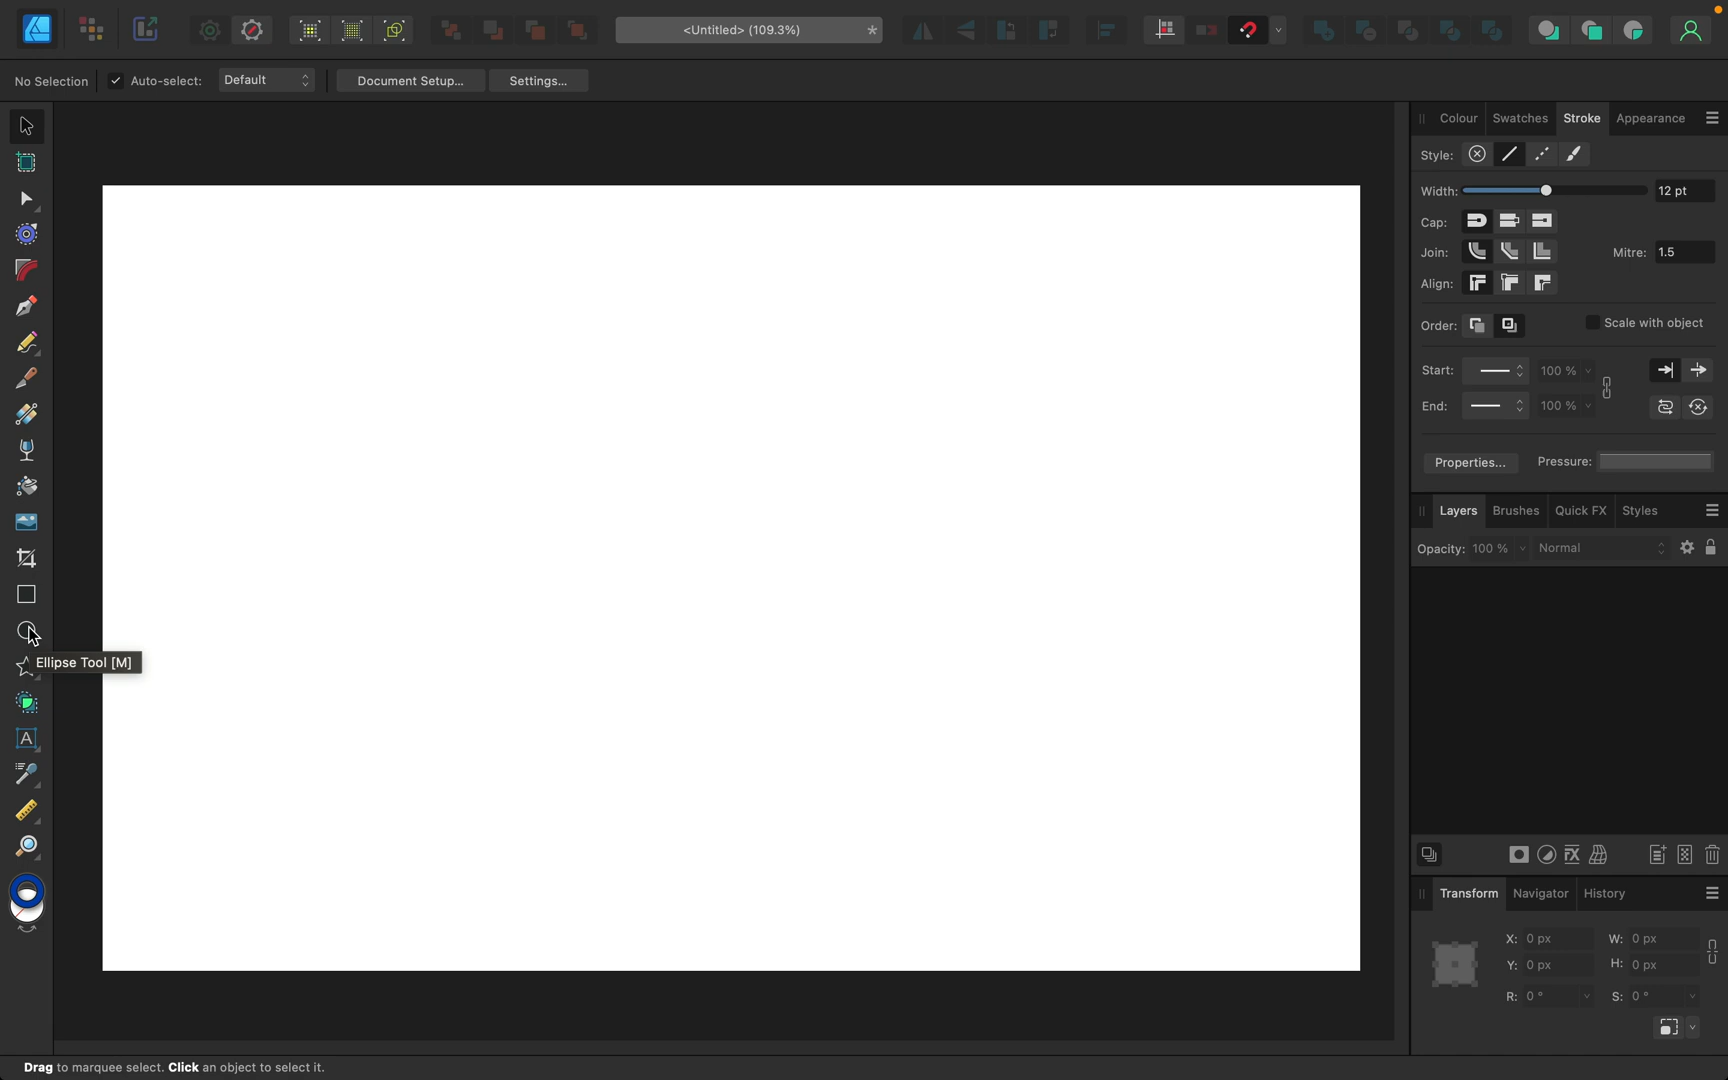 <Untitled> (109.3%)
*
No Selection
Auto-select:
Default
Document Setup...
Settings...
Colour
Swatches
Stroke
Appearance
Style:
Width:
12 pt
Cap:
Join:
Mitre:
1.5
Align:
Order:
Scale with object
Start:
100 %
End:
100 %
Properties...
Pressure:
Layers
Brushes
Quick FX
Styles
Opacity:
100 %
Normal
Ellipse Tool [M]
Transform
Navigator
History
X:
0 px
W:
0 px
Y:
0 px
H:
0 px
R:
0 °
S:
0 °
Drag to marquee select. Click an object to select it.